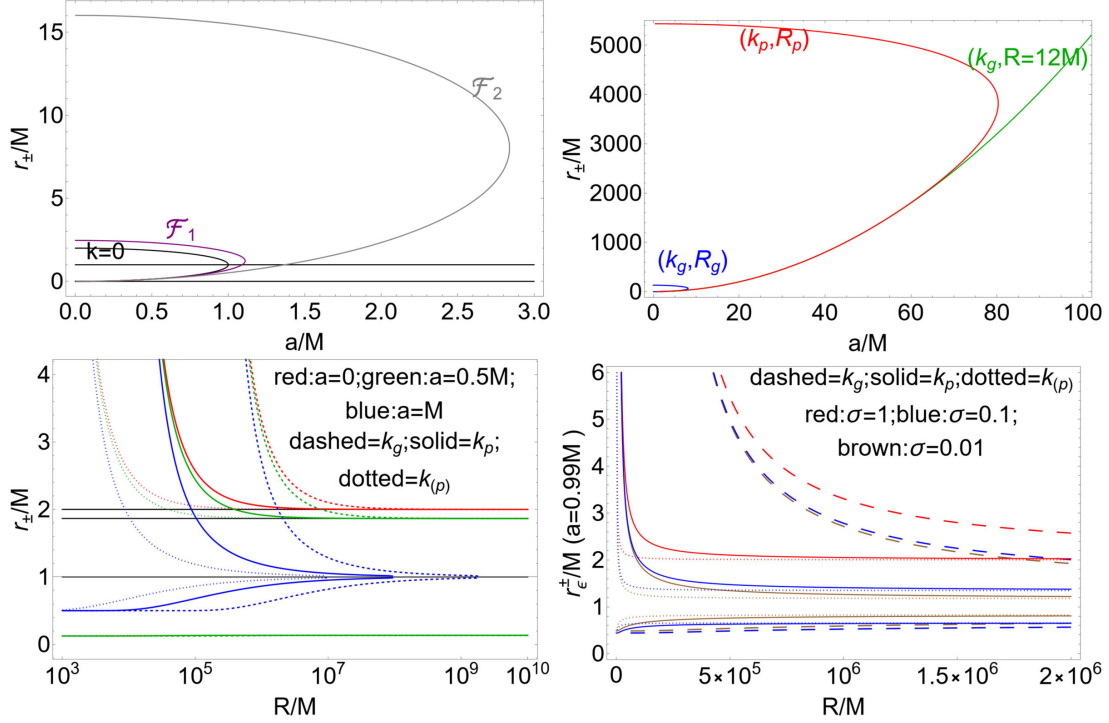 r±/M
16
15
10
5
0
𝓕₂
𝓕₁
k=0
0.0 0.5 1.0 1.5 2.0 2.5 3.0
a/M
r±/M
5000
4000
3000
2000
1000
0
(kp,Rp)
(kg,R=12M)
(kg,Rg)
0 20 40 60 80 100
a/M
r±/M
4
3
2
1
0
red:a=0;green:a=0.5M;
blue:a=M
dashed=kg;solid=kp;
dotted=k(p)
10³ 10⁵ 10⁷ 10⁹ 10¹⁰
R/M
rϵ±/M (a=0.99M)
6
5
4
3
2
1
0
dashed=kg;solid=kp;dotted=k(p)
red:σ=1;blue:σ=0.1;
brown:σ=0.01
0 5×10⁵ 10⁶ 1.5×10⁶ 2×10⁶
R/M